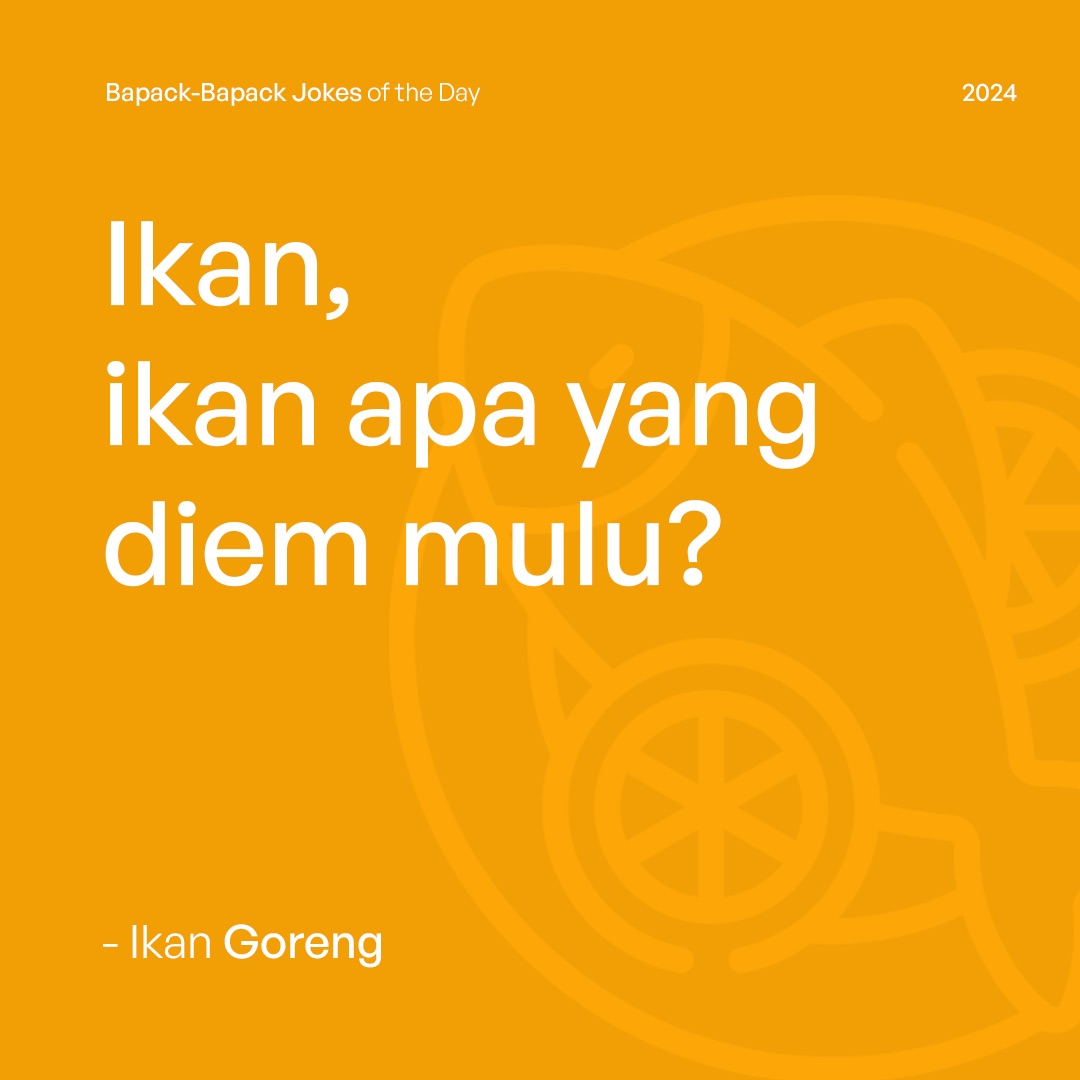 Bapack-Bapack Jokes of the Day
2024
Ikan,
ikan apa yang
diem mulu?
- Ikan Goreng